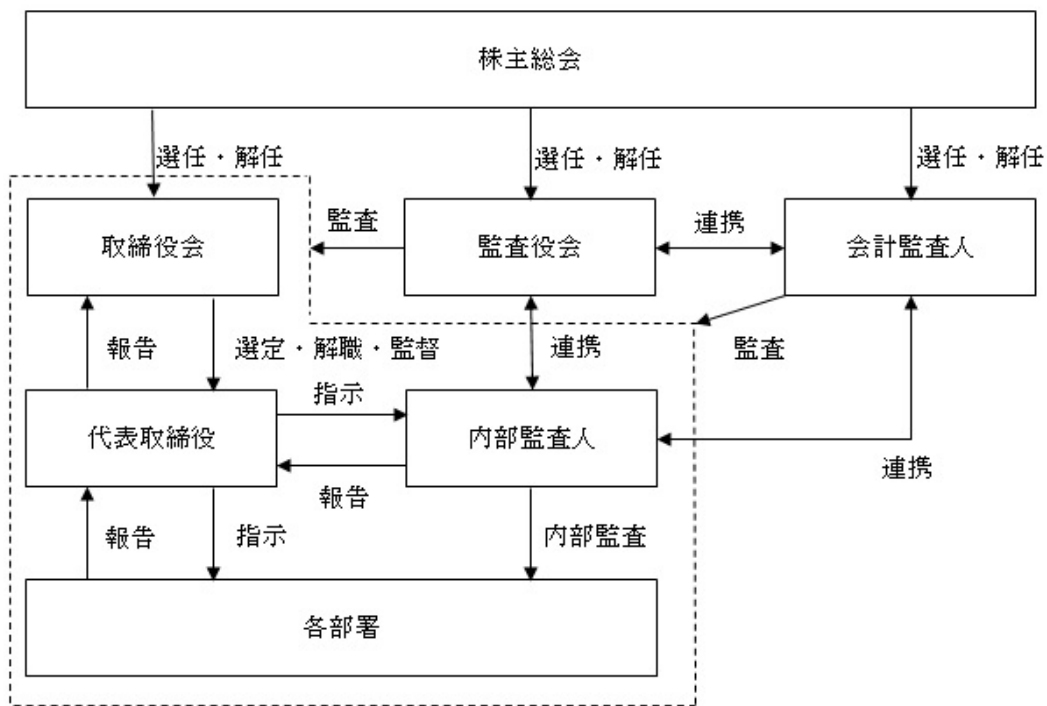 株主総会
選任・解任
選任・解任
選任・解任
取締役会
監査
監査役会
連携
会計監査人
報告
選定・解職・監督
連携
監査
代表取締役
指示
報告
内部監査人
連携
報告
指示
内部監査
各部署